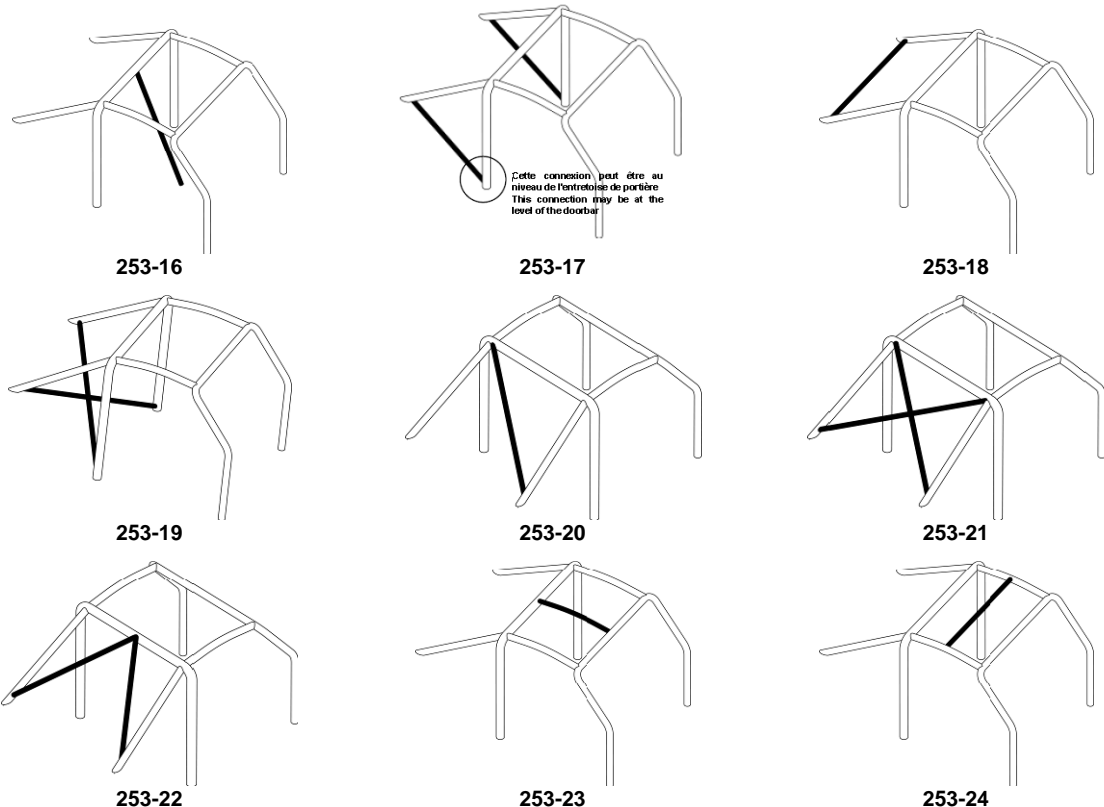 Cette connexion peut être au
niveau de l'entretoise de portière
This connection may be at the
level of the doorbar
253-16
253-17
253-18
253-19
253-20
253-21
253-22
253-23
253-24